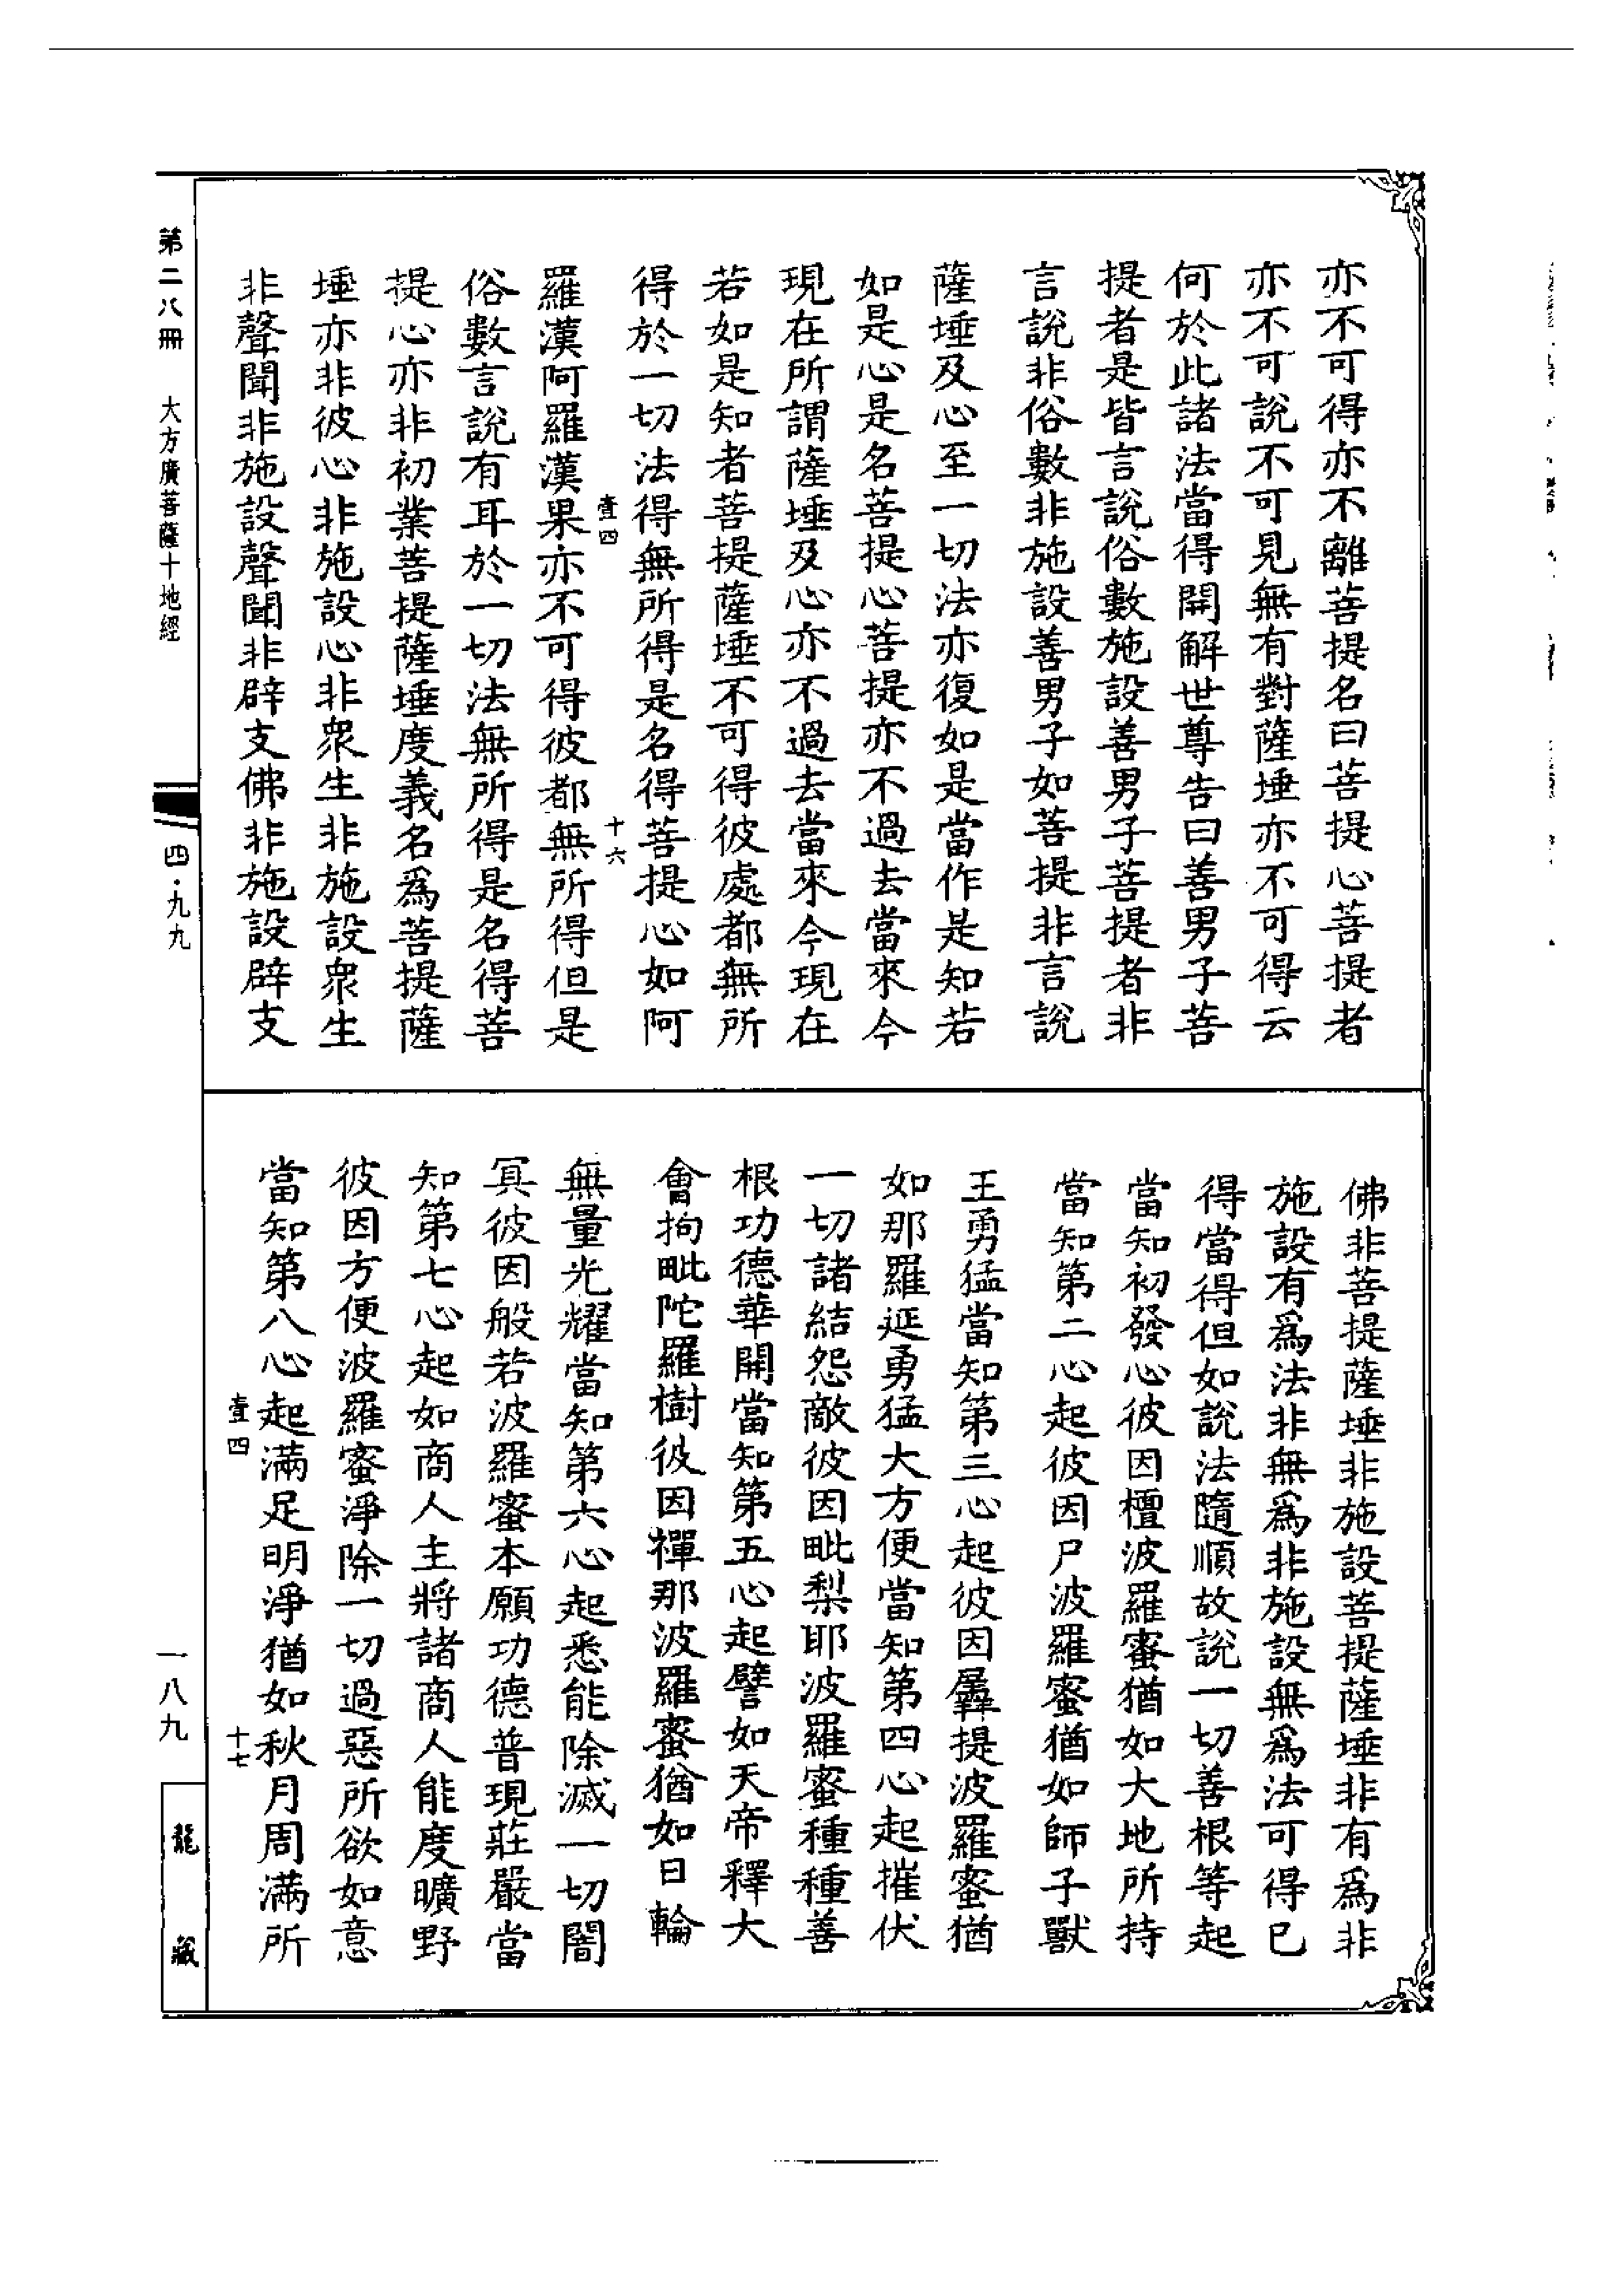 亦不可得亦不離菩提名曰菩提心菩提者
亦不可說不可見無有對薩埵亦不可得云
何於此諸法當得開解世尊告曰善男子菩
提者是皆言說俗數施設善男子菩提者非
言說非俗數非施設善男子如菩提非言說
薩埵及心至一切法亦復如是當作是知若
如是心是名菩提心菩提亦不過去當來今
現在所謂薩埵及心亦不過去當來今現在
若如是知者菩提薩埵不可得彼處都無所
得於一切法得無所得是名得菩提心如阿
壹四
十六
羅漢阿羅漢果亦不可得彼都無所得但是
俗數言說有耳於一切法無所得是名得菩
提心亦非初業菩提薩埵度義名為菩提薩
埵亦非彼心非施設心非眾生非施設眾生
非聲聞非施設聲聞非辟支佛非施設辟支
佛非菩提薩埵非施設菩提薩埵非有為非
施設有為法非無為非施設無為法可得已
得當得但如說法隨順故說一切善根等起
當知初發心彼因檀波羅蜜猶如大地所持
當知第二心起彼因尸波羅蜜猶如師子獸
王勇猛當知第三心起彼因羼提波羅蜜猶
如那羅延勇猛大方便當知第四心起摧伏
一切諸結怨敵彼因毗梨耶波羅蜜種種善
根功德華開當知第五心起譬如天帝釋大
會拘毗陀羅樹彼因禪那波羅蜜猶如日輪
無量光耀當知第六心起悉能除滅一切闇
冥彼因般若波羅蜜本願功德普現莊嚴當
知第七心起如商人主將諸商人能度曠野
彼因方便波羅蜜淨除一切過惡所欲如意
當知第八心起滿足明淨猶如秋月周滿所
壹四
十七
第二八冊 大方廣菩薩十地經
四·九九
一八九
龍藏